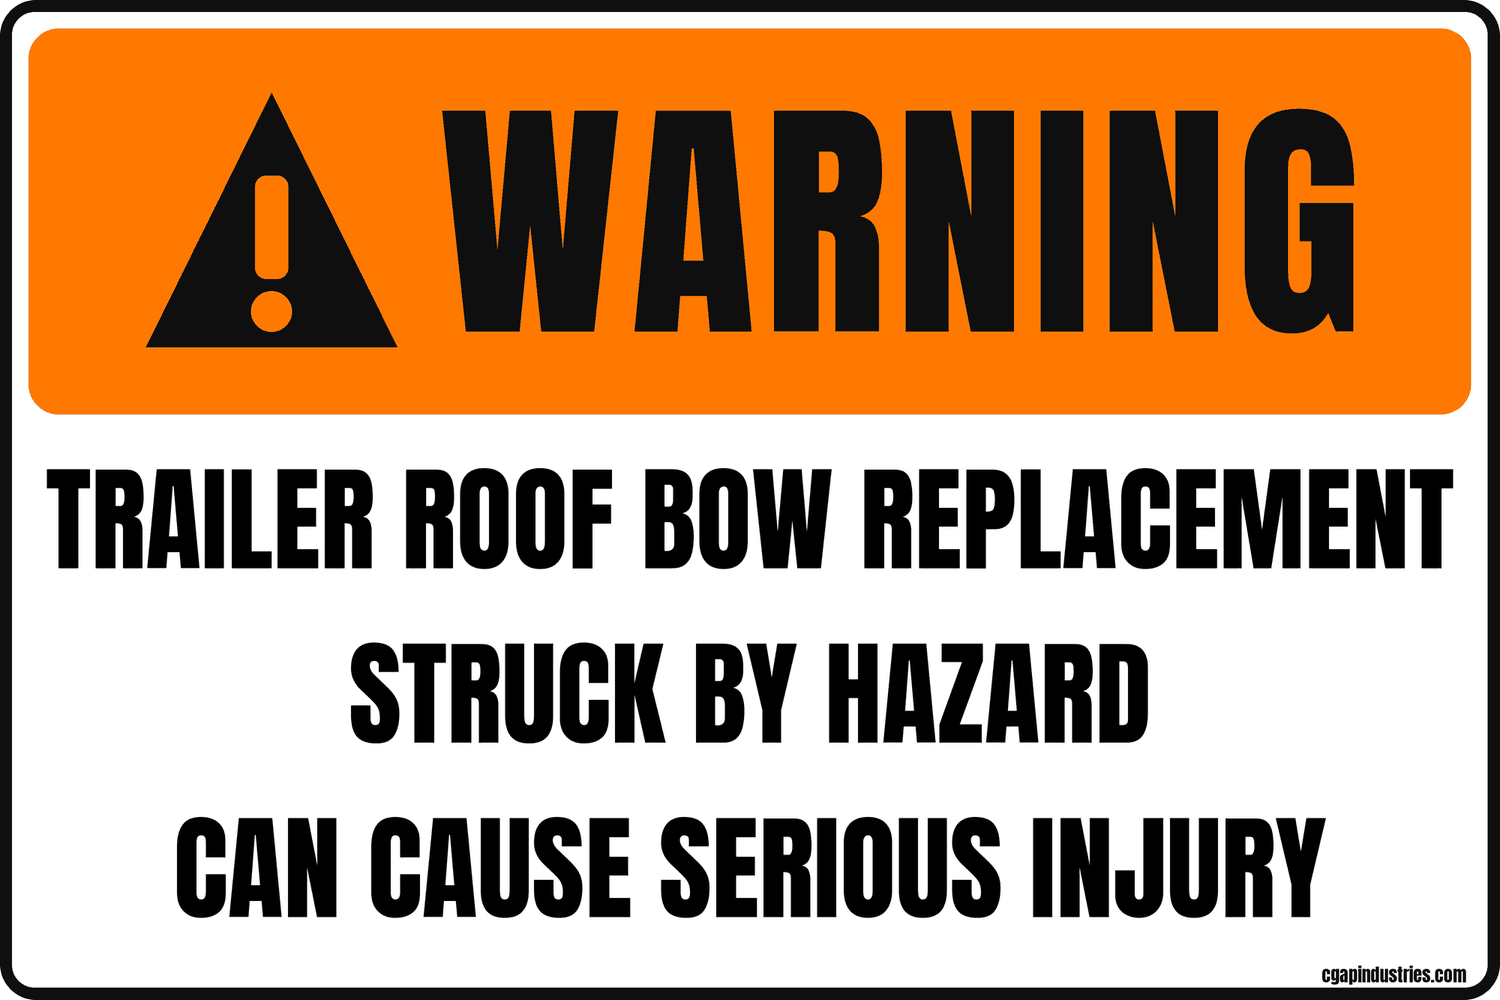 WARNING
TRAILER ROOF BOW REPLACEMENT
STRUCK BY HAZARD
CAN CAUSE SERIOUS INJURY
cgapindustries.com